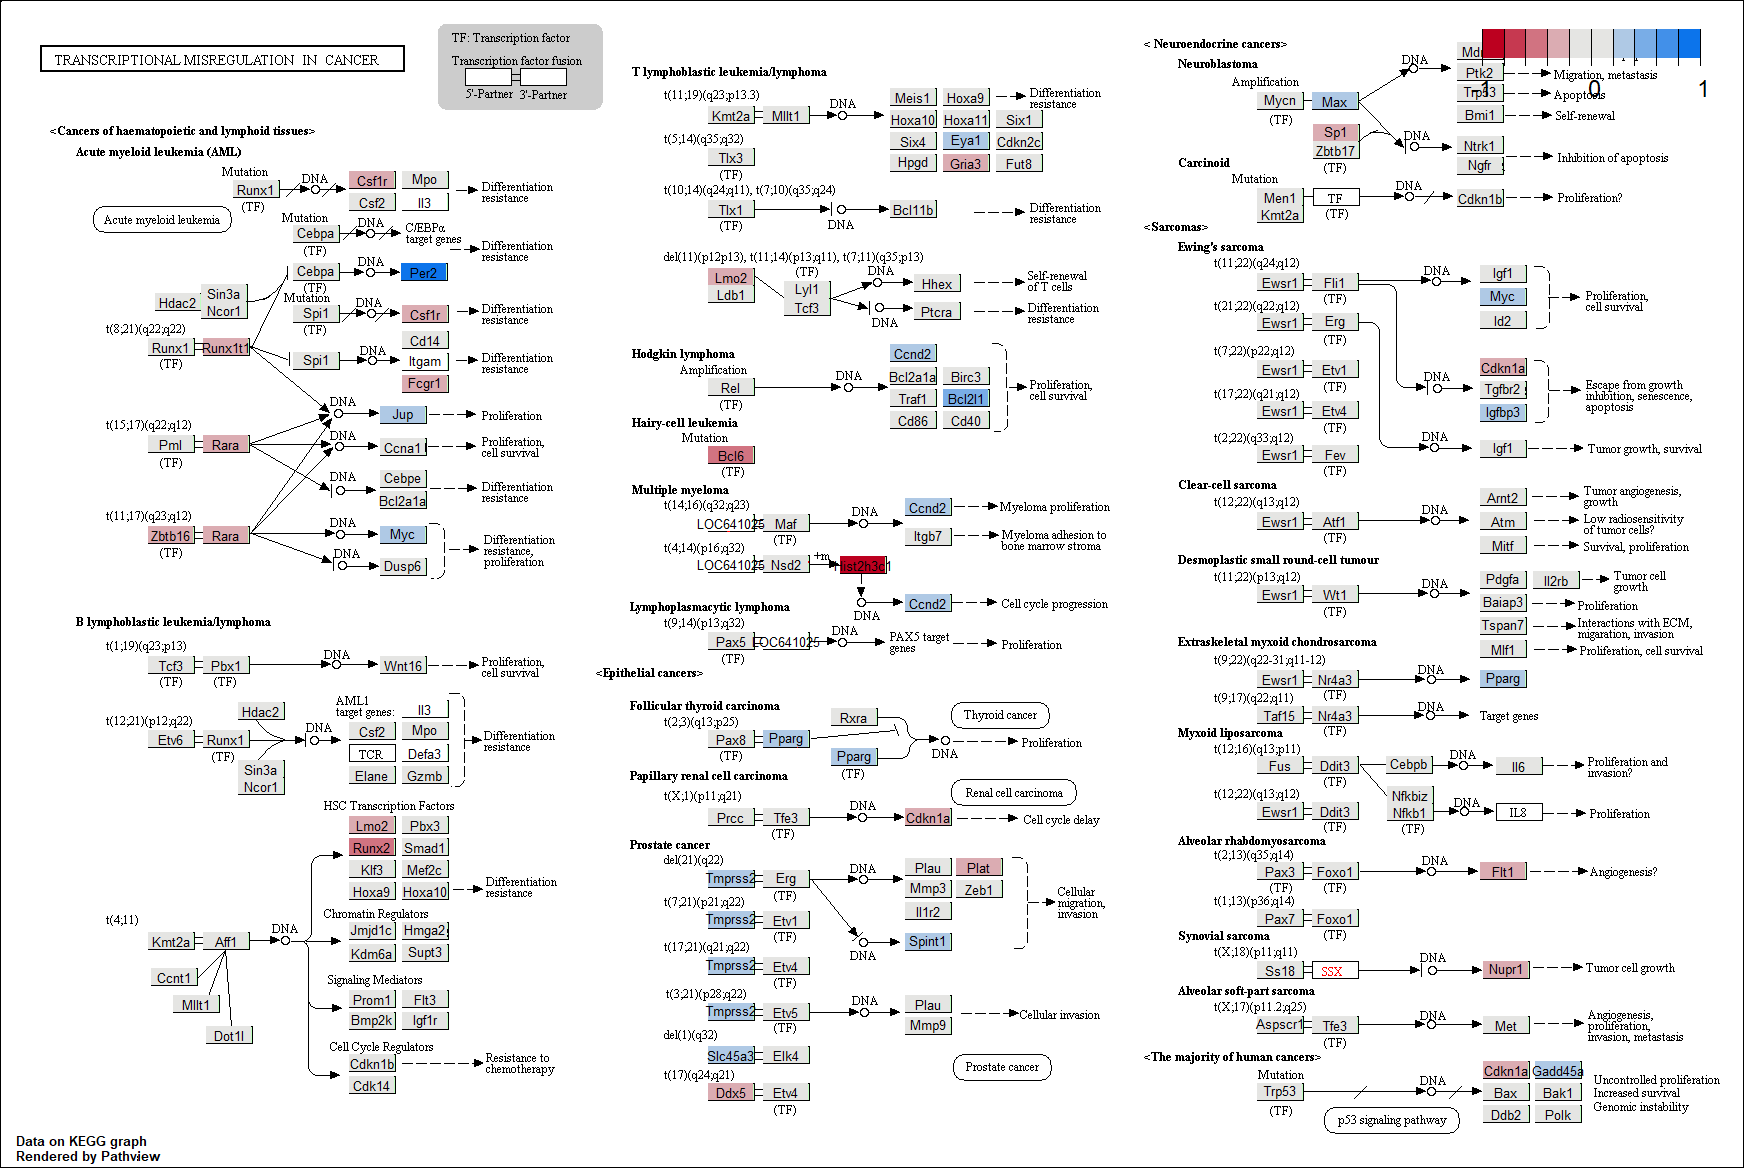 TRANSCRIPTIONAL MISREGULATION IN CANCER
TF: Transcription factor
Transcription factor fusion
5'-Partner 3'-Partner
<Cancers of haematopoietic and lymphoid tissues>
Acute myeloid leukemia (AML)
Mutation
Runx1
(TF)
DNA
Csf1r
Mpo
Csf2
Il3
Differentiation
resistance
Acute myeloid leukemia
Mutation
Cebpa
(TF)
DNA
C/EBPα
target genes
Differentiation
resistance
Cebpa
(TF)
DNA
Per2
Hdac2
Sin3a
Ncor1
Mutation
Spi1
(TF)
DNA
Csf1r
Differentiation
resistance
t(8;21)(q22;q22)
Runx1
Runx1t1
(TF)
Spi1
DNA
Cd14
Itgam
Fcgr1
Differentiation
resistance
DNA
Jup
Proliferation
t(15;17)(q22;q12)
Pml
Rara
(TF)
DNA
Ccna1
Proliferation,
cell survival
DNA
Cebpe
Bcl2a1a
Differentiation
resistance
t(11;17)(q23;q12)
Zbtb16
Rara
(TF)
DNA
Myc
DNA
Dusp6
Differentiation
resistance,
proliferation
B lymphoblastic leukemia/lymphoma
t(1;19)(q23;p13)
Tcf3
Pbx1
(TF)
(TF)
DNA
Wnt16
Proliferation,
cell survival
t(12;21)(p12;q22)
Etv6
Runx1
(TF)
Hdac2
Sin3a
Ncor1
DNA
AML1
target genes:
Il3
Csf2
Mpo
TCR
Defa3
Elane
Gzmb
Differentiation
resistance
HSC Transcription Factors
Lmo2
Pbx3
Runx2
Smad1
Klf3
Mef2c
Hoxa9
Hoxa10
Differentiation
resistance
t(4;11)
Kmt2a
Aff1
DNA
Ccnt1
Mllt1
Dot1l
Chromatin Regulators
Jmjd1c
Hmga2
Kdm6a
Supt3
Signaling Mediators
Prom1
Flt3
Bmp2k
Igf1r
Cell Cycle Regulators
Cdkn1b
Cdk14
Resistance to
chemotherapy
Data on KEGG graph
Rendered by Pathview
T lymphoblastic leukemia/lymphoma
t(11;19)(q23;p13.3)
Kmt2a
Mllt1
DNA
Meis1
Hoxa9
Hoxa10
Hoxa11
Six1
Six4
Eya1
Cdkn2c
Hpgd
Gria3
Fut8
Differentiation
resistance
t(5;14)(q35;q32)
Tlx3
(TF)
t(10;14)(q24;q11), t(7;10)(q35;q24)
Tlx1
(TF)
DNA
Bcl11b
Differentiation
resistance
del(11)(p12p13), t(11;14)(p13;q11), t(7;11)(q35;p13)
Lmo2
Ldb1
(TF)
Lyl1
Tcf3
DNA
Hhex
Self-renewal
of T cells
DNA
Ptcra
Differentiation
resistance
Hodgkin lymphoma
Amplification
Rel
(TF)
DNA
Ccnd2
Bcl2a1a
Birc3
Traf1
Bcl2l1
Cd86
Cd40
Proliferation,
cell survival
Hairy-cell leukemia
Mutation
Bcl6
(TF)
Multiple myeloma
t(14;16)(q32;q23)
LOC641025
Maf
(TF)
DNA
Ccnd2
Myeloma proliferation
Itgb7
Myeloma adhesion to
bone marrow stroma
t(4;14)(p16;q32)
LOC641025
Nsd2
+m
Hist2h3c1
DNA
Ccnd2
Cell cycle progression
Lymphoplasmacytic lymphoma
t(9;14)(p13;q32)
Pax5
LOC641025
(TF)
DNA
PAX5 target
genes
Proliferation
<Epithelial cancers>
Follicular thyroid carcinoma
t(2;3)(q13;p25)
Pax8
Pparg
(TF)
Rxra
Pparg
(TF)
DNA
Thyroid cancer
Proliferation
Papillary renal cell carcinoma
t(X;1)(p11;q21)
Prcc
Tfe3
(TF)
DNA
Cdkn1a
Renal cell carcinoma
Cell cycle delay
Prostate cancer
del(21)(q22)
Tmprss2
Erg
(TF)
DNA
Plau
Plat
Mmp3
Zeb1
Il1r2
DNA
Spint1
Cellular
migration,
invasion
t(7;21)(p21;q22)
Tmprss2
Etv1
(TF)
t(17;21)(q21;q22)
Tmprss2
Etv4
(TF)
t(3;21)(p28;q22)
Tmprss2
Etv5
(TF)
DNA
Plau
Mmp9
Cellular invasion
del(1)(q32)
Slc45a3
Elk4
t(17)(q24;q21)
Ddx5
Etv4
(TF)
Prostate cancer
<Neuroendocrine cancers>
Neuroblastoma
Amplification
Mycn
Max
(TF)
Sp1
Zbtb17
(TF)
DNA
Ptk2
Trp53
Bmi1
Migration, metastasis
Apoptosis
Self-renewal
DNA
Ntrk1
Ngfr
Inhibition of apoptosis
-1
0
1
Carcinoid
Mutation
Men1
Kmt2a
TF
(TF)
DNA
Cdkn1b
Proliferation?
<Sarcomas>
Ewing's sarcoma
t(11;22)(q24;q12)
Ewsr1
Fli1
(TF)
DNA
Igf1
Myc
Id2
Proliferation,
cell survival
t(21;22)(q22;q12)
Ewsr1
Erg
(TF)
t(7;22)(p22;q12)
Ewsr1
Etv1
(TF)
DNA
Cdkn1a
Tgfbr2
Igfbp3
Escape from growth
inhibition, senescence,
apoptosis
t(17;22)(q21;q12)
Ewsr1
Etv4
(TF)
t(2;22)(q33;q12)
Ewsr1
Fev
(TF)
DNA
Igf1
Tumor growth, survival
Clear-cell sarcoma
t(12;22)(q13;q12)
Ewsr1
Atf1
(TF)
DNA
Arnt2
Atm
Mitf
Tumor angiogenesis,
growth
Low radiosensitivity
of tumor cells?
Survival, proliferation
Desmoplastic small round-cell tumour
t(11;22)(p13;q12)
Ewsr1
Wt1
(TF)
DNA
Pdgfa
Il2rb
Baiap3
Tspan7
Mlf1
Tumor cell
growth
Proliferation
Interactions with ECM,
migaration, invasion
Proliferation, cell survival
Extraskeletal myxoid chondrosarcoma
t(9;22)(q22-31;q11-12)
Ewsr1
Nr4a3
(TF)
DNA
Pparg
t(9;17)(q22;q11)
Taf15
Nr4a3
(TF)
DNA
Target genes
Myxoid liposarcoma
t(12;16)(q13;p11)
Fus
Ddit3
(TF)
Cebpb
DNA
Il6
Proliferation and
invasion?
t(12;22)(q13;q12)
Ewsr1
Ddit3
(TF)
Nfkbiz
Nfkb1
(TF)
DNA
IL8
Proliferation
Alveolar rhabdomyosarcoma
t(2;13)(q35;q14)
Pax3
Foxo1
(TF)
(TF)
DNA
Flt1
Angiogenesis?
t(1;13)(p36;q14)
Pax7
Foxo1
(TF)
Synovial sarcoma
t(X;18)(p11;q11)
Ss18
SSX
DNA
Nupr1
Tumor cell growth
Alveolar soft-part sarcoma
t(X;17)(p11.2;q25)
Aspscr1
Tfe3
(TF)
DNA
Met
Angiogenesis,
proliferation,
invasion, metastasis
<The majority of human cancers>
Mutation
Trp53
(TF)
DNA
Cdkn1a
Gadd45a
Bax
Bak1
Ddb2
Polk
Uncontrolled proliferation
Increased survival
Genomic instability
p53 signaling pathway